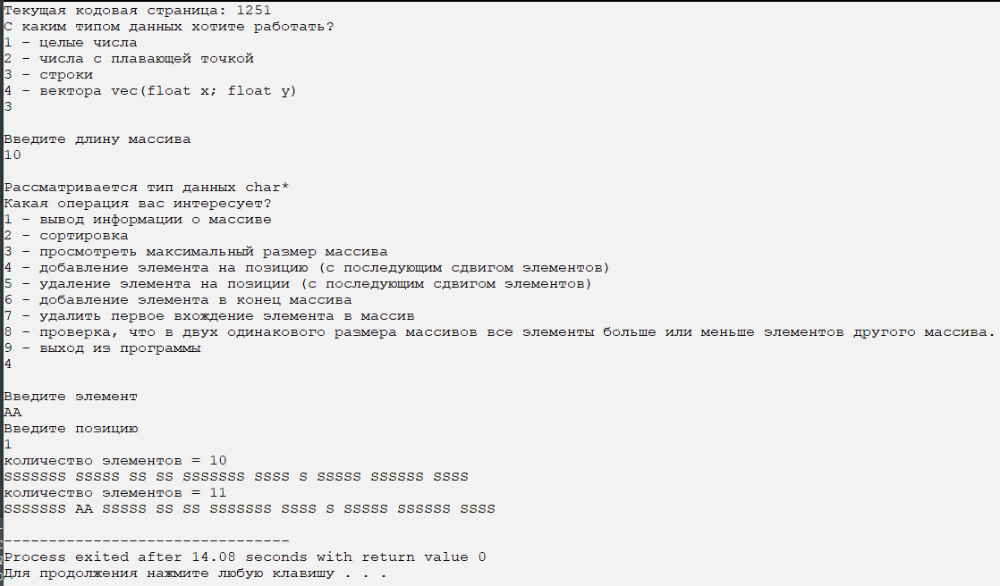 Текущая кодовая страница: 1251
С каким типом данных хотите работать?
1 - целые числа
2 - числа с плавающей точкой
3 - строки
4 - вектора vec(float x; float y)
3
Введите длину массива
10
Рассматривается тип данных char*
Какая операция вас интересует?
1 - вывод информации о массиве
2 - сортировка
3 - просмотреть максимальный размер массива
4 - добавление элемента на позицию (с последующим сдвигом элементов)
5 - удаление элемента на позиции (с последующим сдвигом элементов)
6 - добавление элемента в конец массива
7 - удалить первое вхождение элемента в массив
8 - проверка, что в двух одинакового размера массивов все элементы больше или меньше элементов другого массива.
9 - выход из программы
4
Введите элемент
AA
Введите позицию
1
количество элементов = 10
SSSSSSS SSSSS SS SS SSSSSSS SSSS S SSSSS SSSSSS SSSS
количество элементов = 11
SSSSSSS AA SSSSS SS SS SSSSSSS SSSS S SSSSS SSSSSS SSSS
--------------------------------
Process exited after 14.08 seconds with return value 0
Для продолжения нажмите любую клавишу . . .